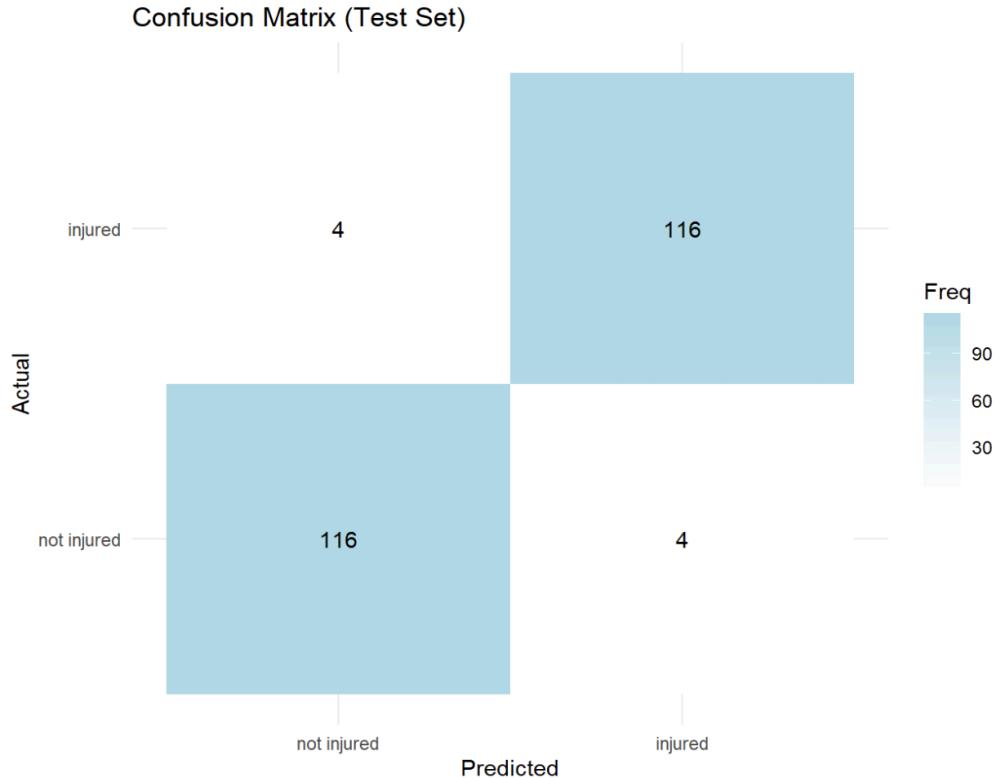 Confusion Matrix (Test Set)
injured
4
116
Actual
not injured
116
4
not injured
injured
Predicted
Freq
90
60
30